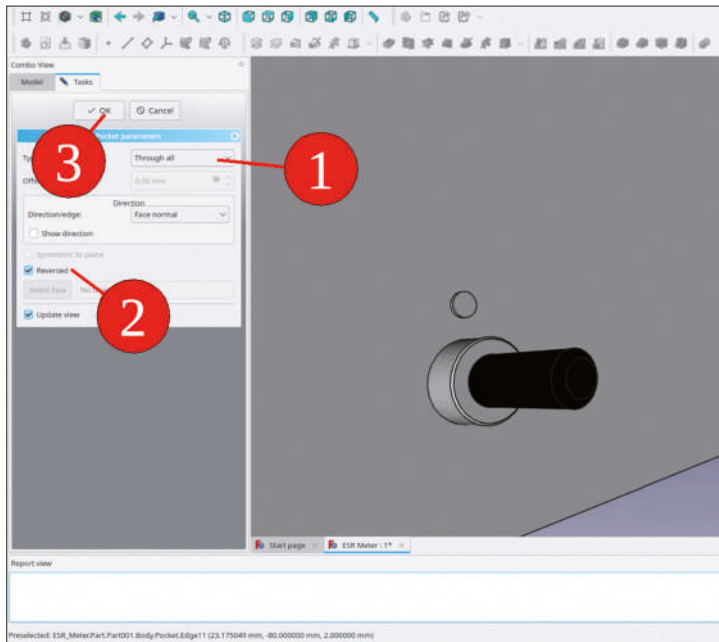 Combo View
Model
Tasks
OK
Cancel
Pocket parameters
Through all
0.00 mm
Direction
Direction/edge:
Face normal
Show direction
Symmetric to plane
Reversed
Select face
No
Update view
1
2
3
Start page
ESR Meter : 1*
Report view
Preselected: ESR_Meter.Part.Part001.Body.Pocket.Edge11 (23.175049 mm, -80.000000 mm, 2.000000 mm)